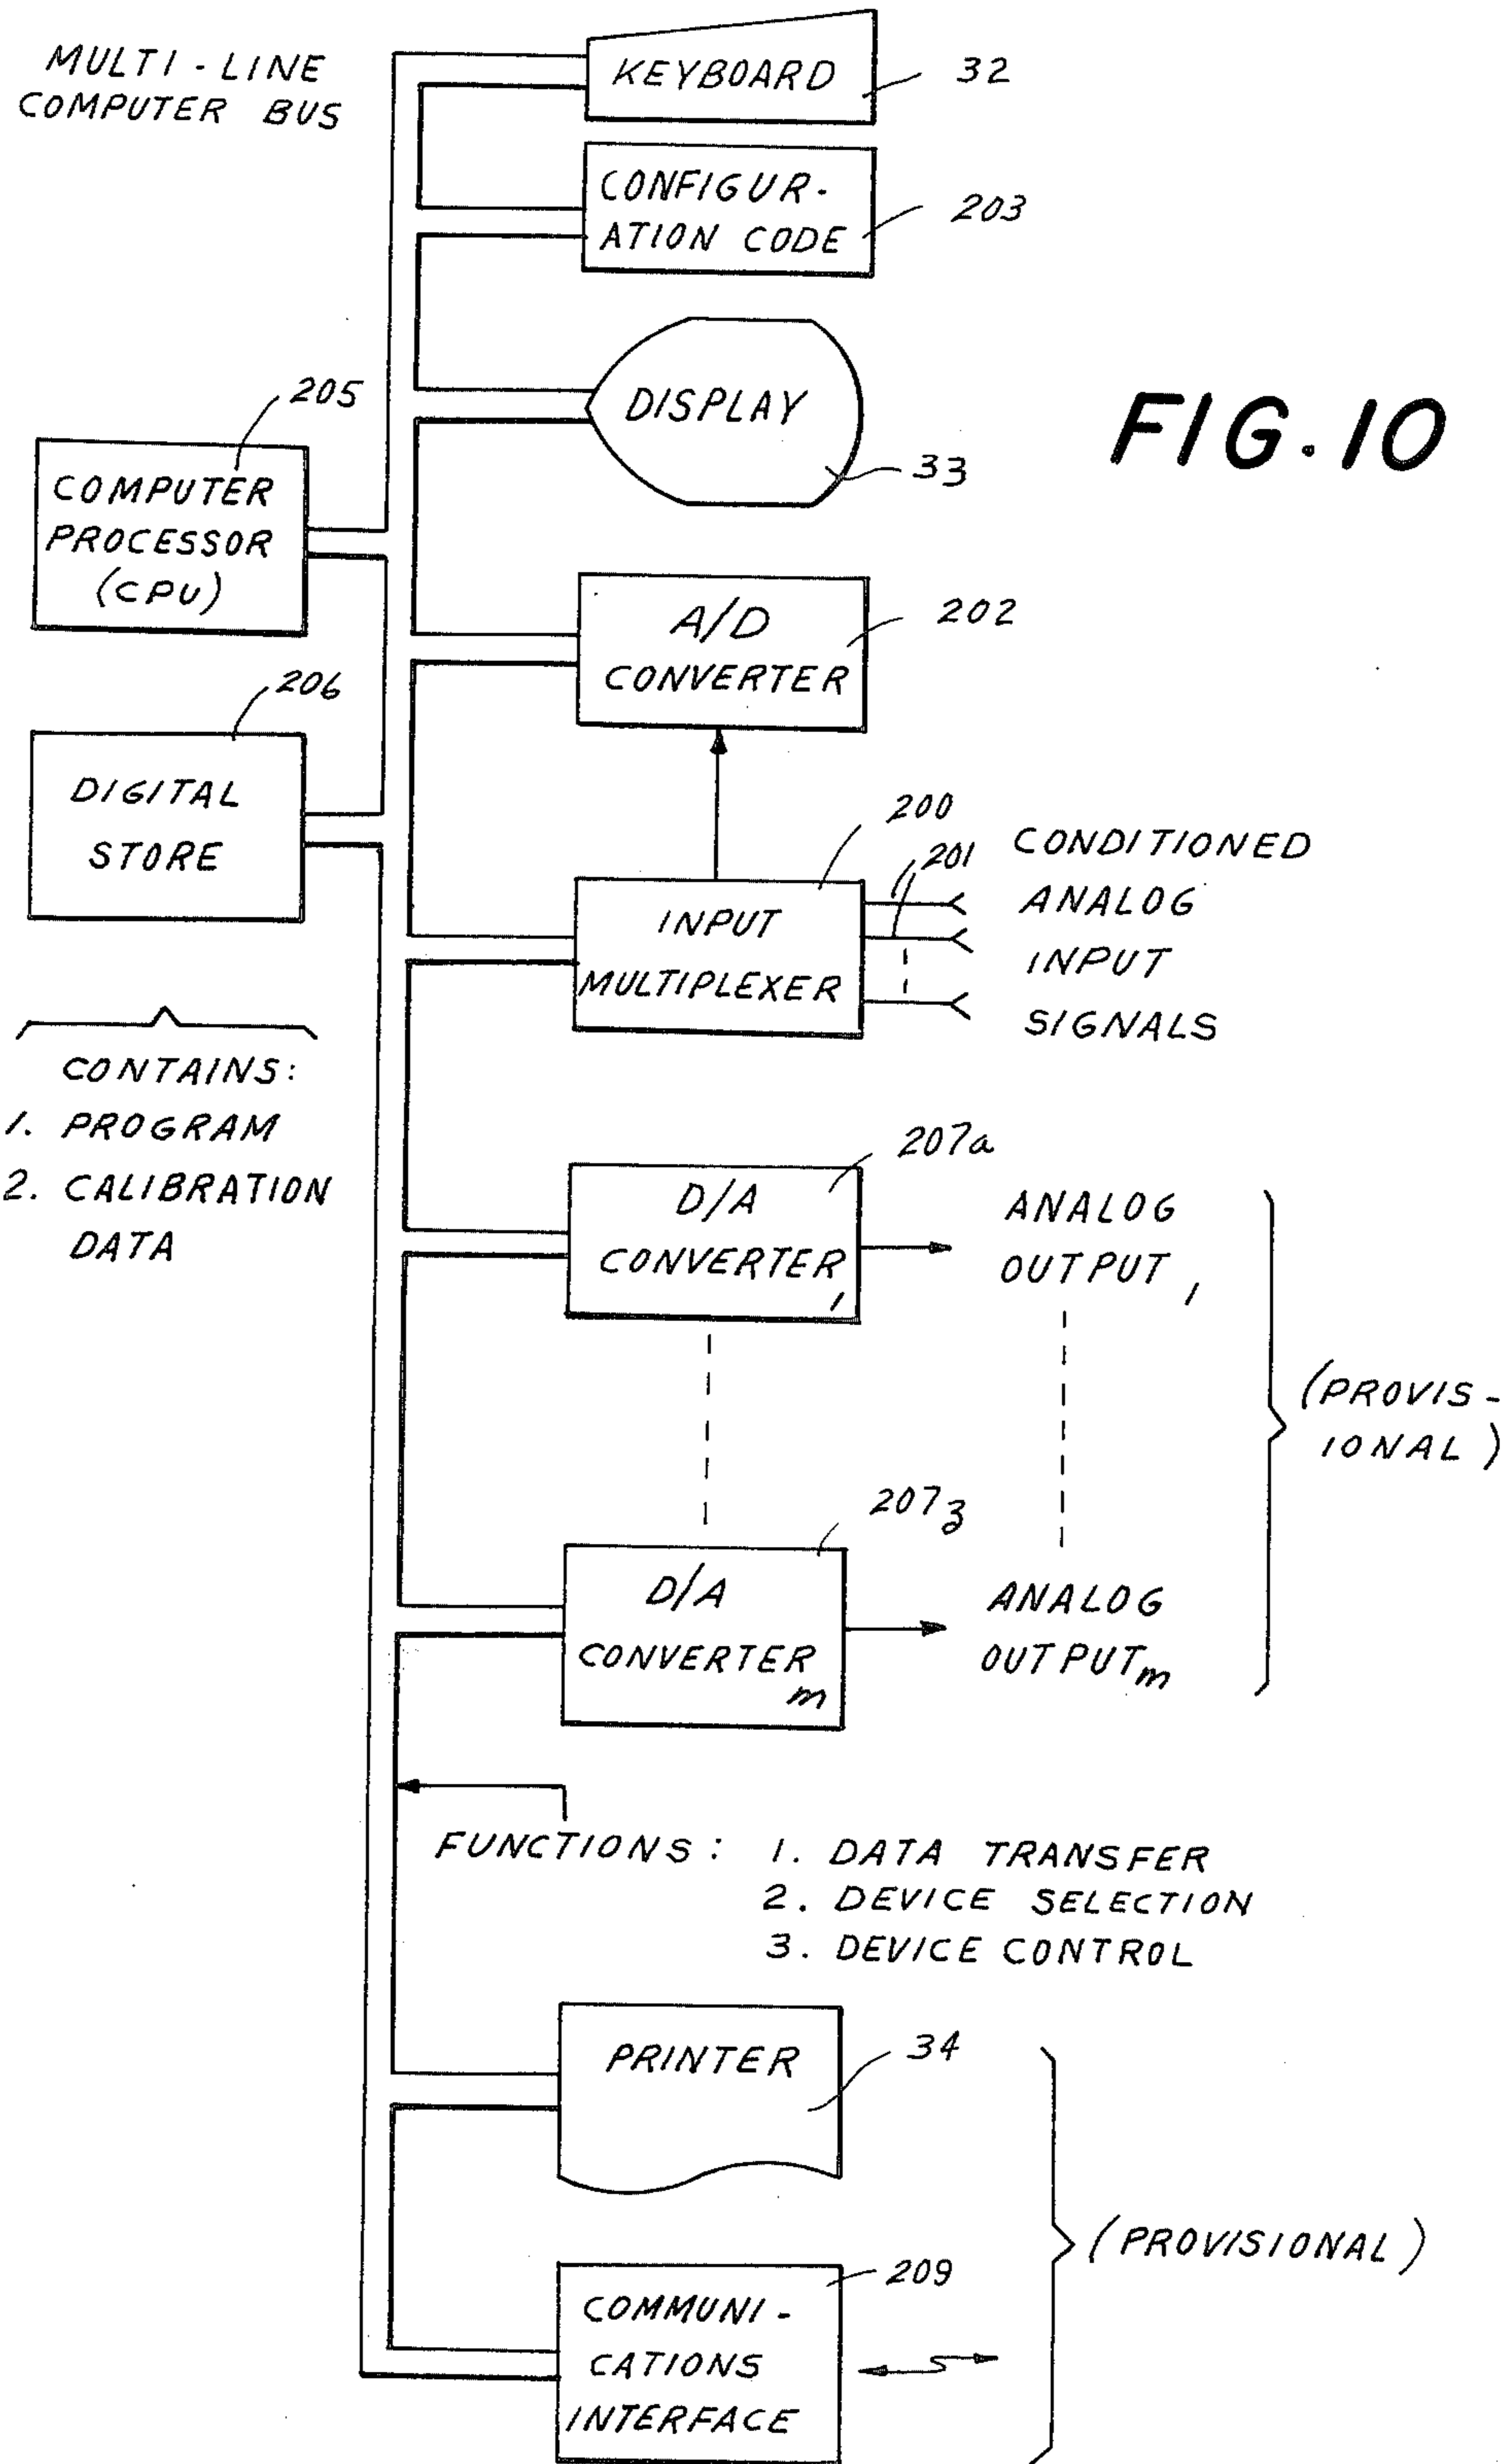 MULTI-LINE
COMPUTER BUS
KEYBOARD
32
CONFIGUR-
ATION CODE
203
DISPLAY
33
FIG. 10
205
COMPUTER
PROCESSOR
(CPU)
A/D
CONVERTER
202
206
DIGITAL
STORE
200
201
INPUT
MULTIPLEXER
CONDITIONED
ANALOG
INPUT
SIGNALS
CONTAINS:
1. PROGRAM
2. CALIBRATION
DATA
207a
D/A
CONVERTER 1
ANALOG
OUTPUT 1
(PROVIS-
IONAL)
207z
D/A
CONVERTER m
ANALOG
OUTPUT m
FUNCTIONS: 1. DATA TRANSFER
2. DEVICE SELECTION
3. DEVICE CONTROL
PRINTER
34
(PROVISIONAL)
209
COMMUNI-
CATIONS
INTERFACE